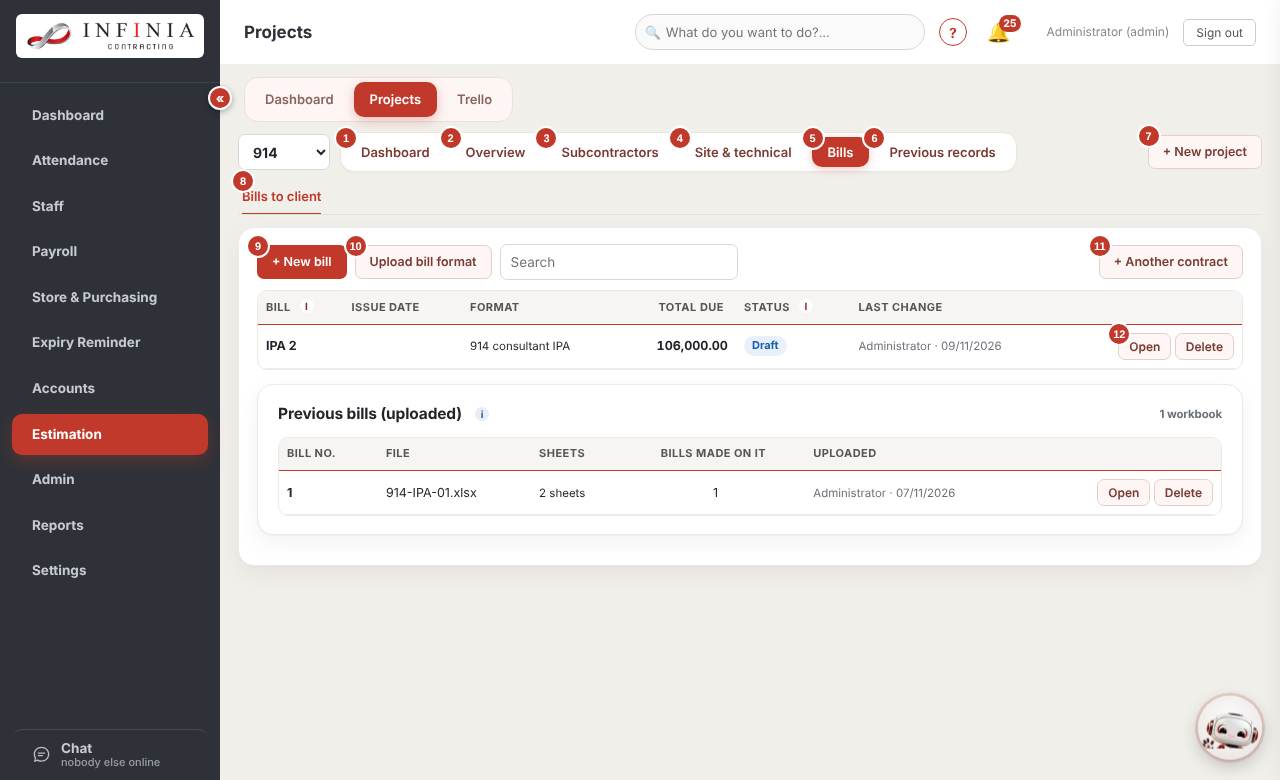 INFINIA
CONTRACTING
Projects
What do you want to do?...
?
25
Administrator (admin)
Sign out
«
Dashboard
Attendance
Staff
Payroll
Store & Purchasing
Expiry Reminder
Accounts
Estimation
Admin
Reports
Settings
Chat
nobody else online
Dashboard
Projects
Trello
914
1 Dashboard
2 Overview
3 Subcontractors
4 Site & technical
5 Bills
6 Previous records
7 + New project
8 Bills to client
9 + New bill
10 Upload bill format
Search
11 + Another contract
BILL I ISSUE DATE FORMAT TOTAL DUE STATUS I LAST CHANGE
IPA 2 914 consultant IPA 106,000.00 Draft Administrator · 09/11/2026 12 Open Delete
Previous bills (uploaded) i 1 workbook
BILL NO. FILE SHEETS BILLS MADE ON IT UPLOADED
1 914-IPA-01.xlsx 2 sheets 1 Administrator · 07/11/2026 Open Delete